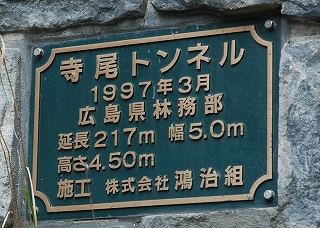 寺尾トンネル
1997年3月
広島県林務部
延長217m 幅5.0m
高さ4.50m
施工 株式会社 鴻治組